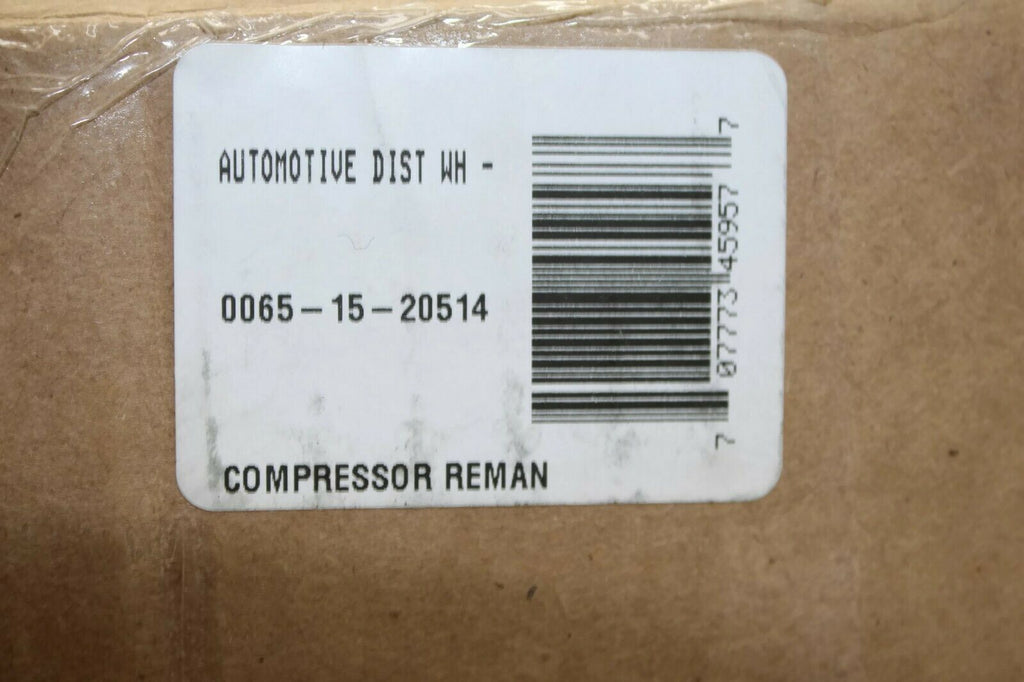 AUTOMOTIVE DIST WH -
0065-15-20514
COMPRESSOR REMAN
7 07773 45957 7